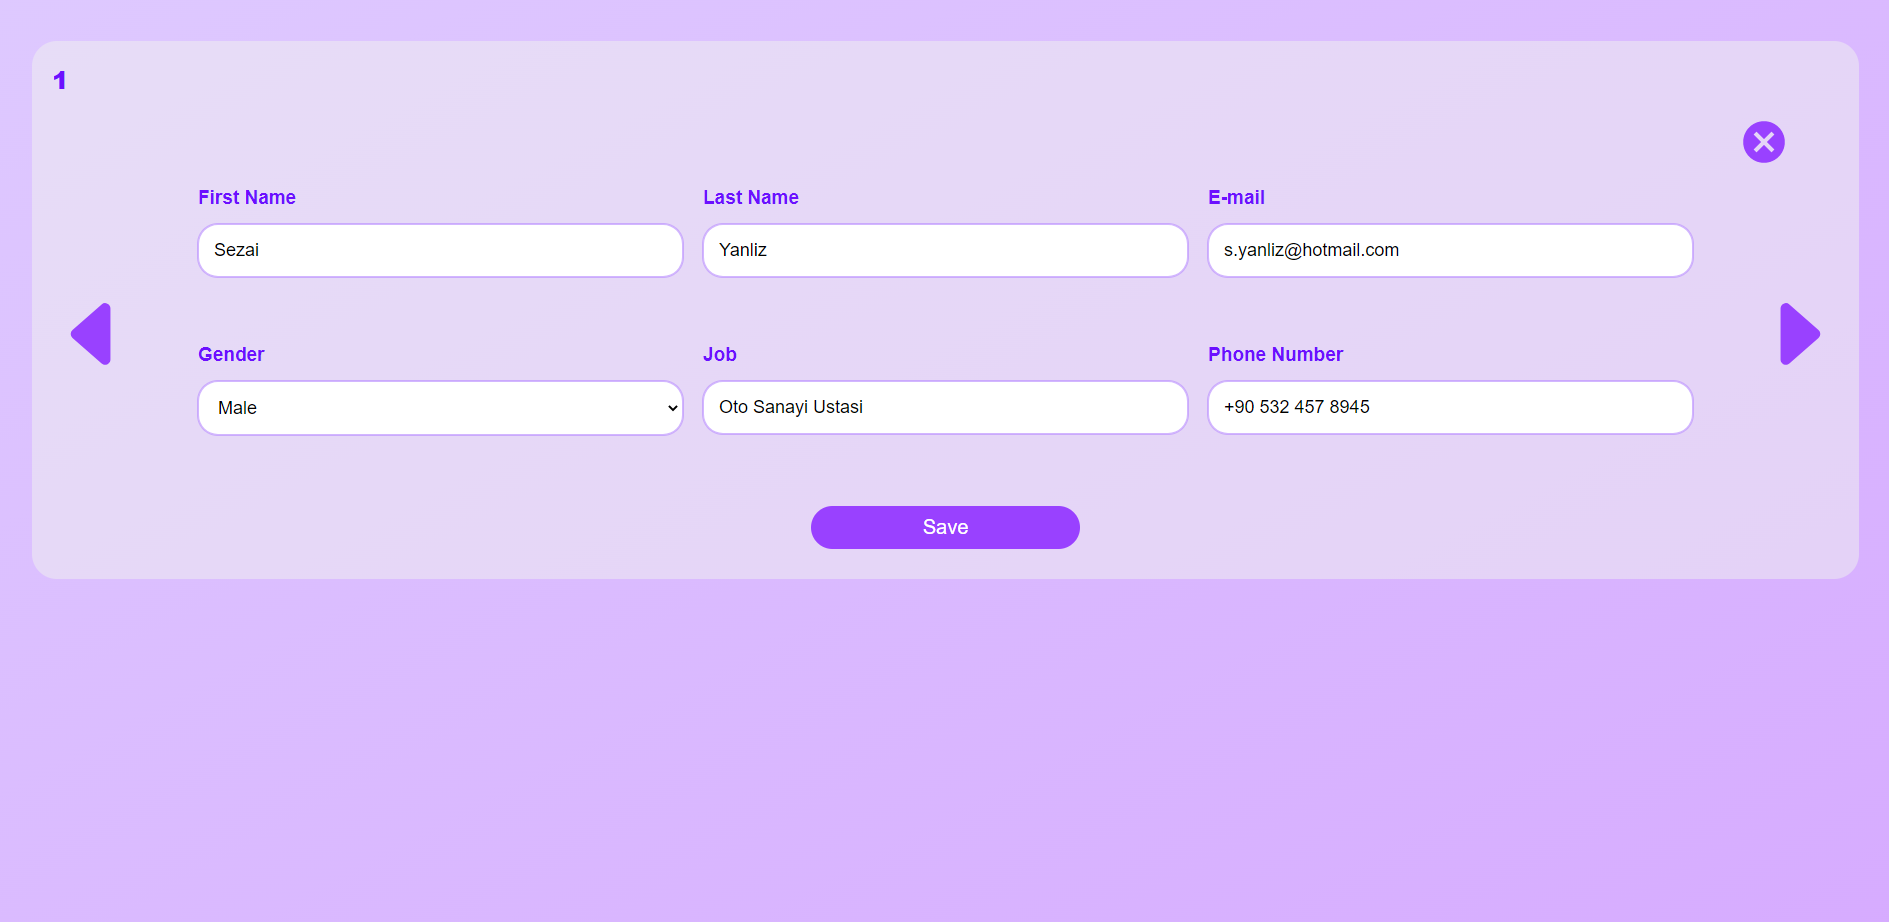 1
First Name Last Name E-mail
Sezai Yanliz s.yanliz@hotmail.com
Gender Job Phone Number
Male Oto Sanayi Ustasi +90 532 457 8945
Save